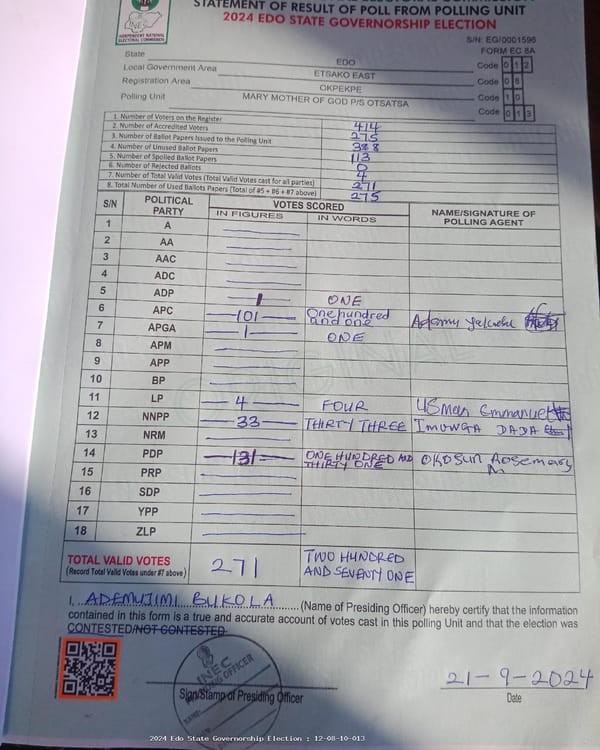 INDEPENDENT NATIONAL
ELECTORAL COMMISSION
STATEMENT OF RESULT OF POLL FROM POLLING UNIT
2024 EDO STATE GOVERNORSHIP ELECTION
S/N: EG/0001596
FORM EC 8A
State EDO Code 0 1 2
Local Government Area ETSAKO EAST Code 0 8
Registration Area OKPEKPE Code 1 0
Polling Unit MARY MOTHER OF GOD P/S OTSATSA Code 0 1 3
1. Number of Voters on the Register 414
2. Number of Accredited Voters 275
3. Number of Ballot Papers Issued to the Polling Unit 388
4. Number of Unused Ballot Papers 113
5. Number of Spoiled Ballot Papers 0
6. Number of Rejected Ballots 4
7. Number of Total Valid Votes (Total Valid Votes cast for all parties) 271
8. Total Number of Used Ballots Papers (Total of #5 + #6 + #7 above) 275
S/N POLITICAL PARTY VOTES SCORED NAME/SIGNATURE OF POLLING AGENT
IN FIGURES IN WORDS
1 A
2 AA
3 AAC
4 ADC
5 ADP 1 ONE
6 APC 101 One hundred and one
7 APGA 1 ONE
8 APM
9 APP
10 BP
11 LP 4 FOUR Usman Emmanuel
12 NNPP 33 THIRTY THREE IMUWGA DADA
13 NRM
14 PDP 131 ONE HUNDRED AND THIRTY ONE OKOSUN Rosemary
15 PRP
16 SDP
17 YPP
18 ZLP
TOTAL VALID VOTES 271 TWO HUNDRED AND SEVENTY ONE
(Record Total Valid Votes under #7 above)
I, ADEMUJIMI BUKOLA (Name of Presiding Officer) hereby certify that the information
contained in this form is a true and accurate account of votes cast in this polling Unit and that the election was
CONTESTED/NOT CONTESTED
INEC
Sign/Stamp of Presiding Officer
21-9-2024
Date
2024 Edo State Governorship Election : 12-08-10-013